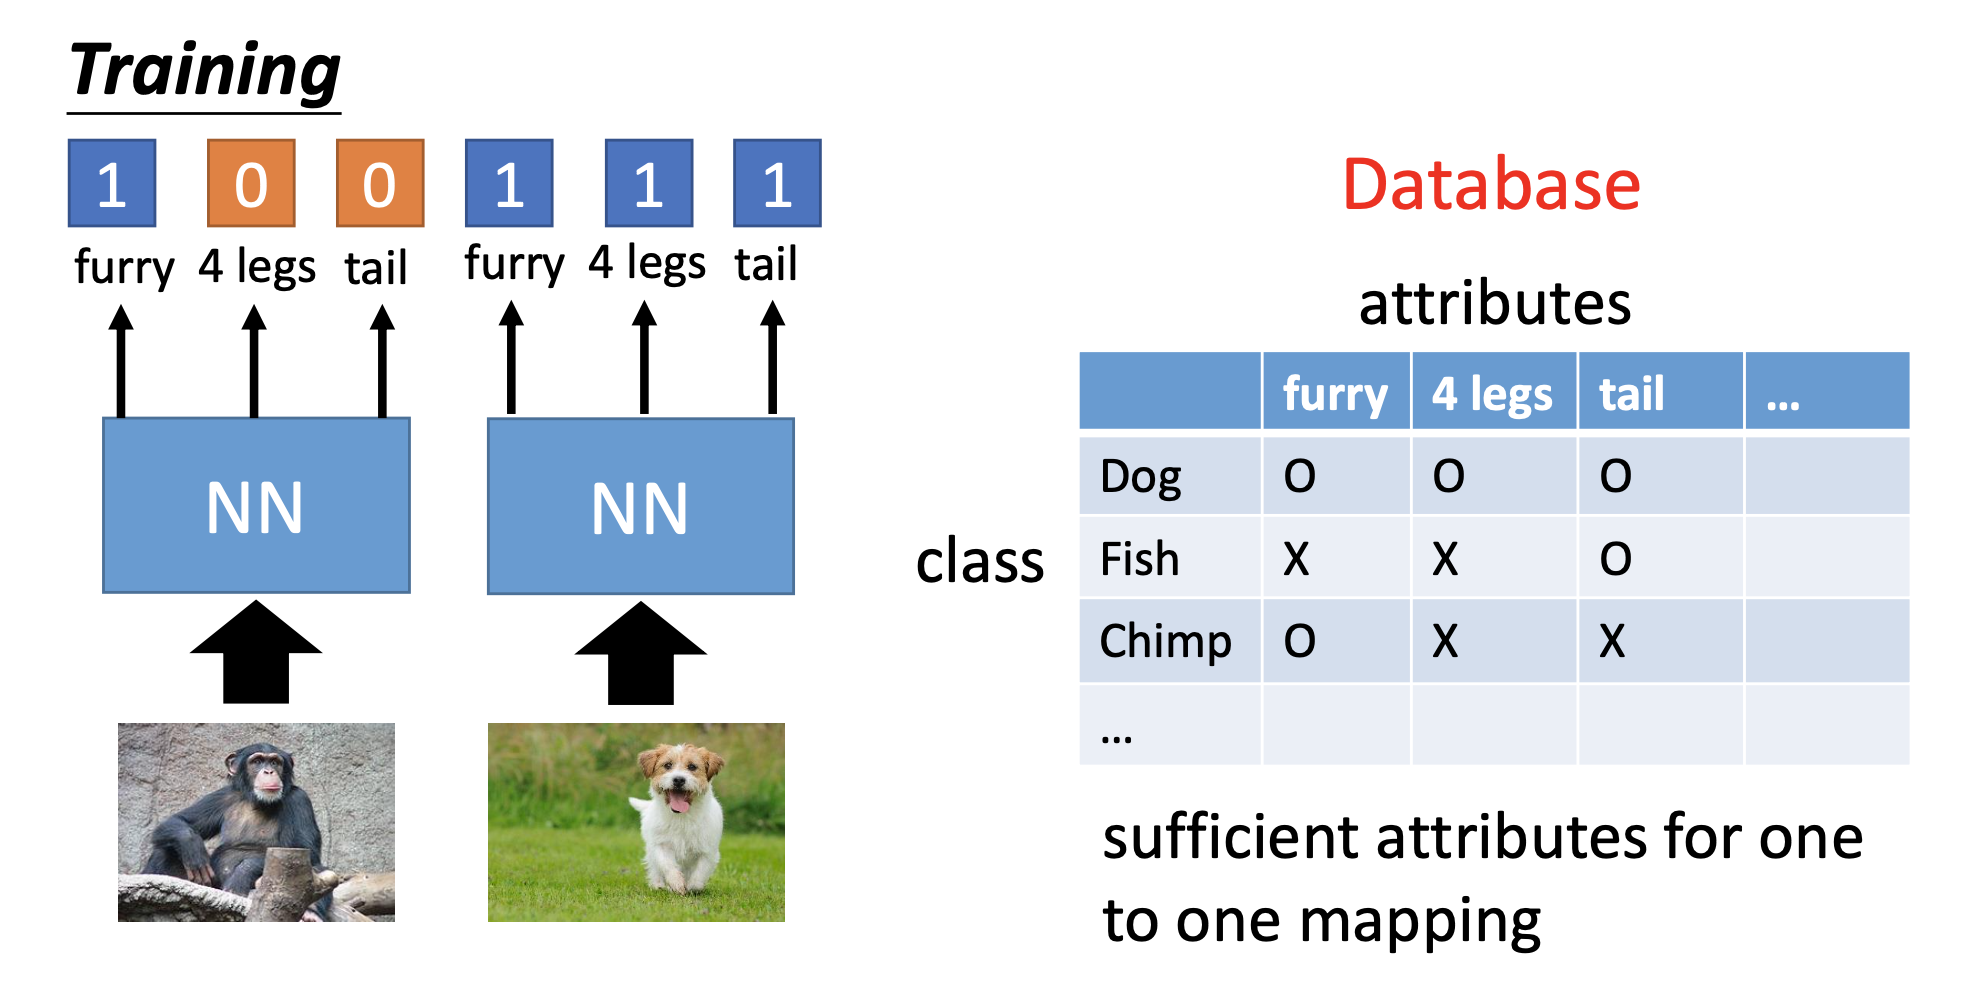 Training
1 0 0 1 1 1
furry 4 legs tail furry 4 legs tail
NN NN
Database
attributes
class
furry 4 legs tail ...
Dog O O O
Fish X X O
Chimp O X X
...
sufficient attributes for one
to one mapping